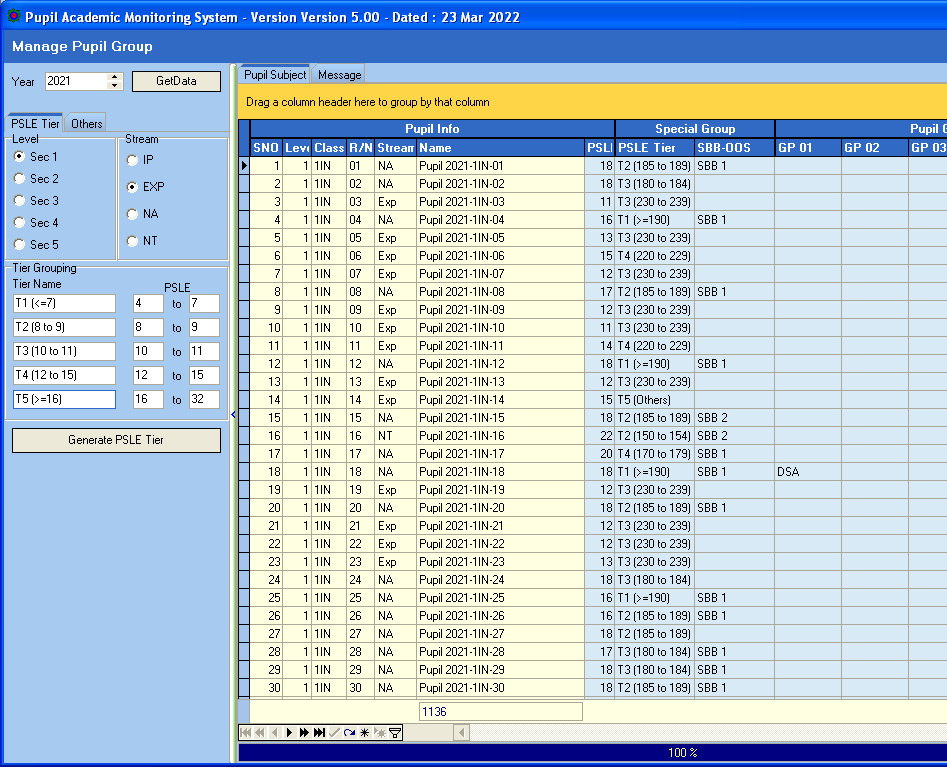 Pupil Academic Monitoring System - Version Version 5.00 - Dated : 23 Mar 2022
Manage Pupil Group
Year 2021 GetData
PSLE Tier Others
Level Stream
Sec 1
Sec 2
Sec 3
Sec 4
Sec 5
IP
EXP
NA
NT
Tier Grouping
Tier Name PSLE
T1 (<=7) 4 to 7
T2 (8 to 9) 8 to 9
T3 (10 to 11) 10 to 11
T4 (12 to 15) 12 to 15
T5 (>=16) 16 to 32
Generate PSLE Tier
Pupil Subject Message
Drag a column header here to group by that column
Pupil Info Special Group Pupil G
SNO Leve Class R/N Stream Name PSLE PSLE Tier SBB-OOS GP 01 GP 02 GP 03
1 1 1IN 01 NA Pupil 2021-1IN-01 18 T2 (185 to 189) SBB 1
2 1 1IN 02 NA Pupil 2021-1IN-02 18 T3 (180 to 184)
3 1 1IN 03 Exp Pupil 2021-1IN-03 11 T3 (230 to 239)
4 1 1IN 04 NA Pupil 2021-1IN-04 16 T1 (>=190) SBB 1
5 1 1IN 05 Exp Pupil 2021-1IN-05 13 T3 (230 to 239)
6 1 1IN 06 Exp Pupil 2021-1IN-06 15 T4 (220 to 229)
7 1 1IN 07 Exp Pupil 2021-1IN-07 12 T3 (230 to 239)
8 1 1IN 08 NA Pupil 2021-1IN-08 17 T2 (185 to 189) SBB 1
9 1 1IN 09 Exp Pupil 2021-1IN-09 12 T3 (230 to 239)
10 1 1IN 10 Exp Pupil 2021-1IN-10 11 T3 (230 to 239)
11 1 1IN 11 Exp Pupil 2021-1IN-11 14 T4 (220 to 229)
12 1 1IN 12 NA Pupil 2021-1IN-12 18 T1 (>=190) SBB 1
13 1 1IN 13 Exp Pupil 2021-1IN-13 12 T3 (230 to 239)
14 1 1IN 14 Exp Pupil 2021-1IN-14 15 T5 (Others)
15 1 1IN 15 NA Pupil 2021-1IN-15 18 T2 (185 to 189) SBB 2
16 1 1IN 16 NT Pupil 2021-1IN-16 22 T2 (150 to 154) SBB 2
17 1 1IN 17 NA Pupil 2021-1IN-17 20 T4 (170 to 179) SBB 1
18 1 1IN 18 NA Pupil 2021-1IN-18 18 T1 (>=190) SBB 1 DSA
19 1 1IN 19 Exp Pupil 2021-1IN-19 12 T3 (230 to 239)
20 1 1IN 20 NA Pupil 2021-1IN-20 18 T2 (185 to 189) SBB 1
21 1 1IN 21 Exp Pupil 2021-1IN-21 12 T3 (230 to 239)
22 1 1IN 22 Exp Pupil 2021-1IN-22 12 T3 (230 to 239)
23 1 1IN 23 Exp Pupil 2021-1IN-23 13 T3 (230 to 239)
24 1 1IN 24 NA Pupil 2021-1IN-24 18 T3 (180 to 184)
25 1 1IN 25 NA Pupil 2021-1IN-25 16 T1 (>=190) SBB 1
26 1 1IN 26 NA Pupil 2021-1IN-26 16 T2 (185 to 189) SBB 1
27 1 1IN 27 NA Pupil 2021-1IN-27 18 T2 (185 to 189)
28 1 1IN 28 NA Pupil 2021-1IN-28 17 T3 (180 to 184) SBB 1
29 1 1IN 29 NA Pupil 2021-1IN-29 18 T3 (180 to 184) SBB 1
30 1 1IN 30 NA Pupil 2021-1IN-30 18 T2 (185 to 189) SBB 1
1136
100 %